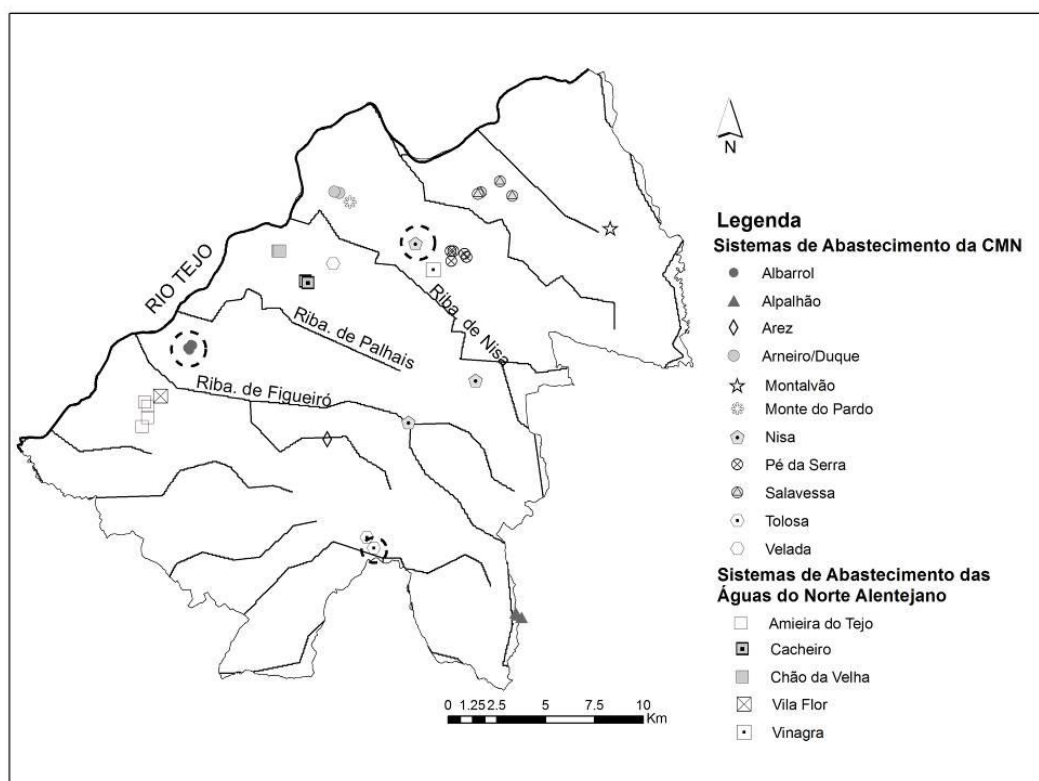 N
RIO TEJO
Riba. de Nisa
Riba. de Palhais
Riba. de Figueiró
Legenda
Sistemas de Abastecimento da CMN
Albarrol
Alpalhão
Arez
Arneiro/Duque
Montalvão
Monte do Pardo
Nisa
Pé da Serra
Salavessa
Tolosa
Velada
Sistemas de Abastecimento das
Águas do Norte Alentejano
Amieira do Tejo
Cacheiro
Chão da Velha
Vila Flor
Vinagra
0 1.25 2.5 5 7.5 10
Km